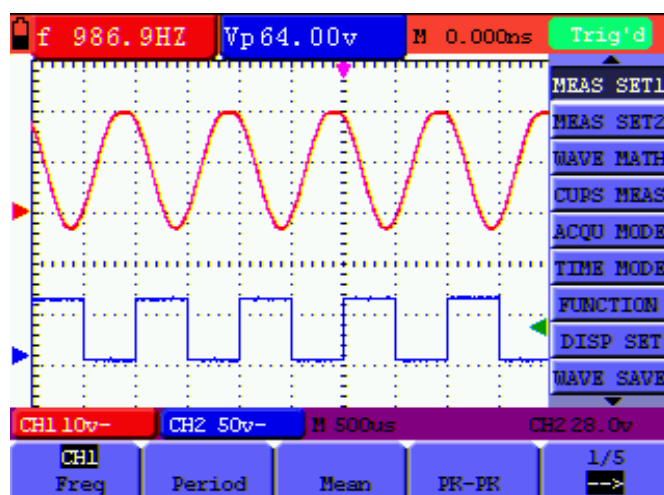 f 986.9HZ Vp64.00v M 0.000ns Trig'd
MEAS SET1
MEAS SET2
WAVE MATH
CUPS MEAS
ACQU MODE
TIME MODE
FUNCTION
DISP SET
WAVE SAVE
CH1 10v- CH2 50v- M 500us CH2 28.0v
CH1 1/5
Freq Period Mean PK-PK -->